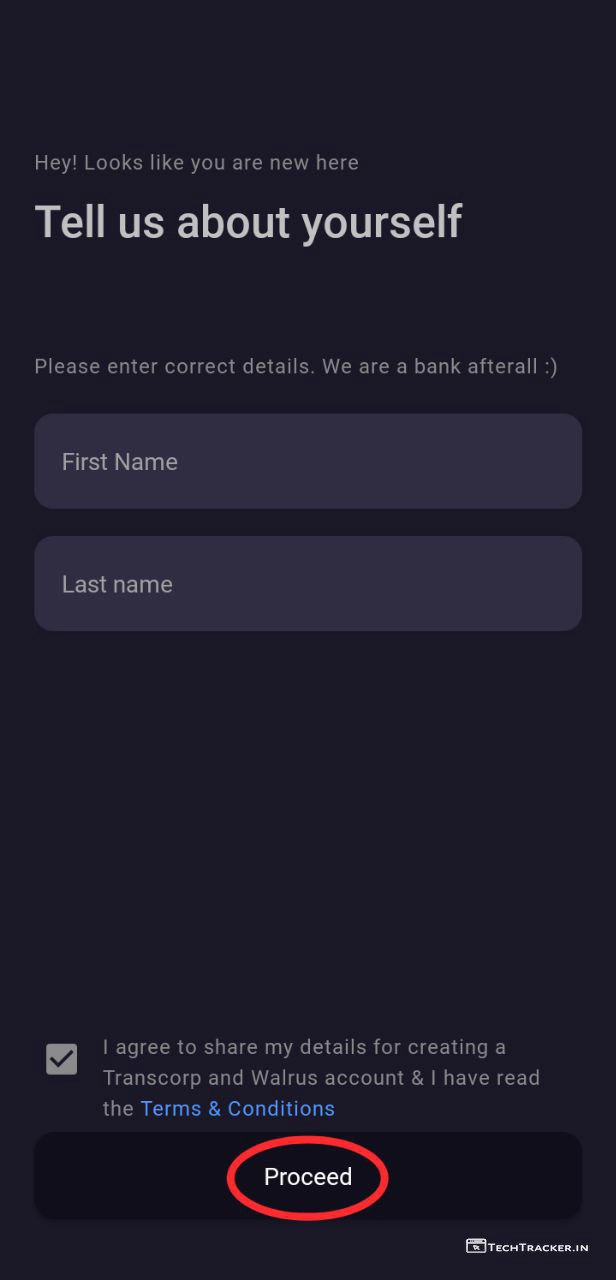 Hey! Looks like you are new here
Tell us about yourself
Please enter correct details. We are a bank afterall :)
First Name
Last name
I agree to share my details for creating a
Transcorp and Walrus account & I have read
the Terms & Conditions
Proceed
TECHTRACKER.IN